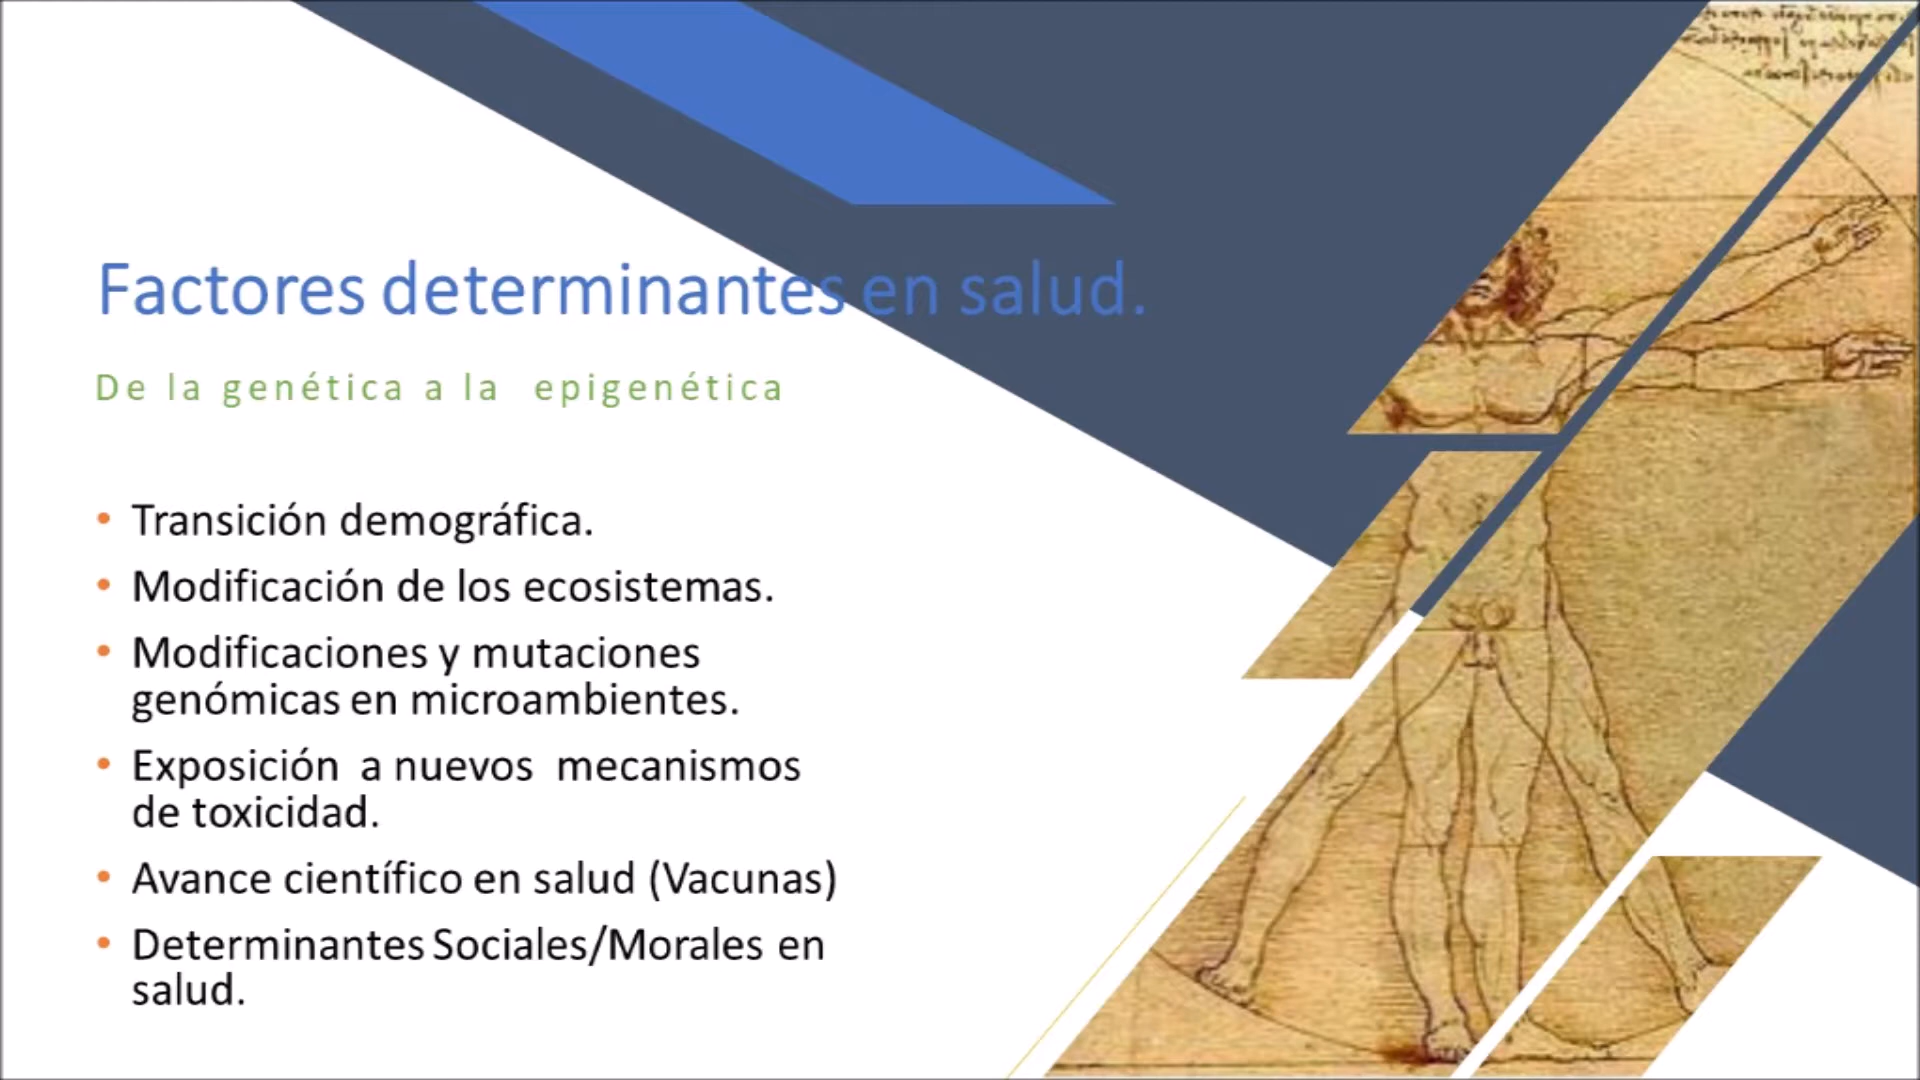 Factores determinantes en salud.
De la genética a la epigenética
• Transición demográfica.
• Modificación de los ecosistemas.
• Modificaciones y mutaciones
genómicas en microambientes.
• Exposición a nuevos mecanismos
de toxicidad.
• Avance científico en salud (Vacunas)
• Determinantes Sociales/Morales en
salud.